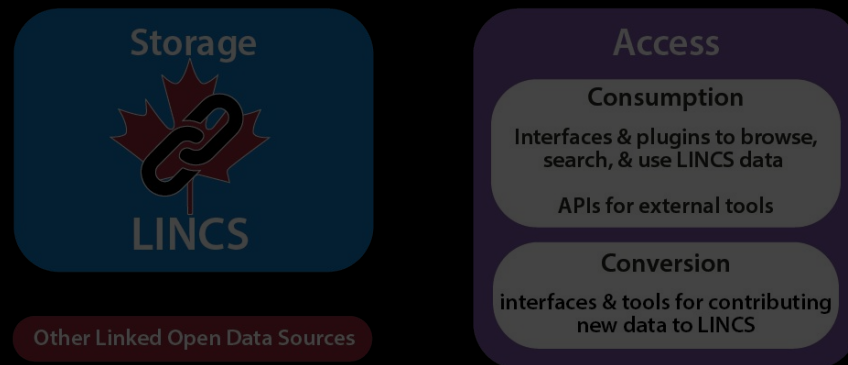 Storage
LINCS
Other Linked Open Data Sources
Access
Consumption
Interfaces & plugins to browse,
search, & use LINCS data
APIs for external tools
Conversion
interfaces & tools for contributing
new data to LINCS